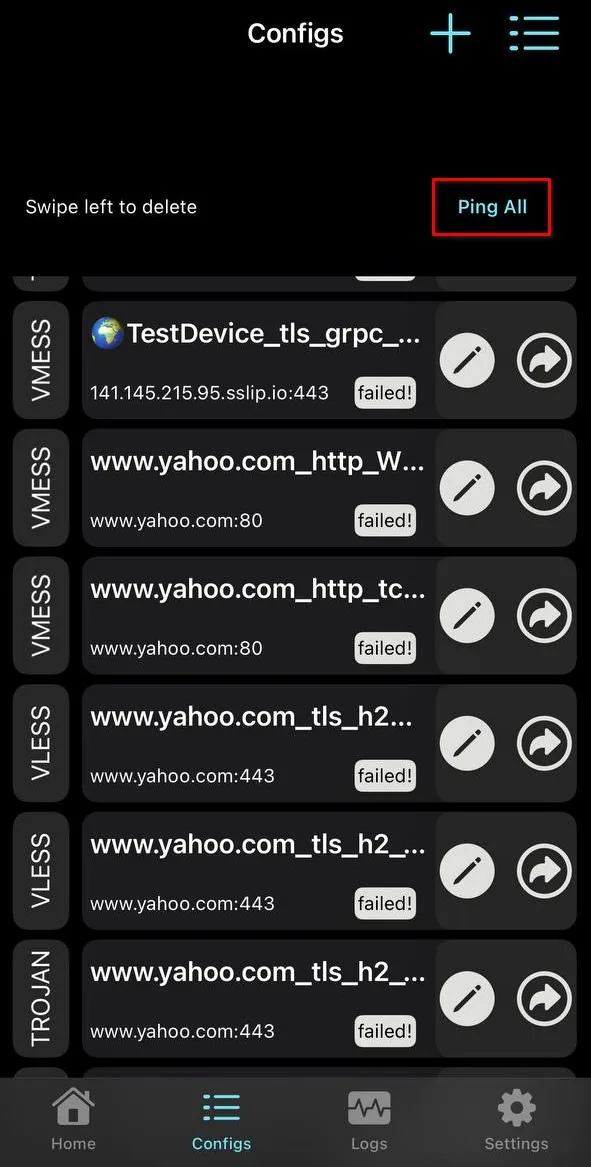 Configs
Swipe left to delete
Ping All
VMESS
TestDevice_tls_grpc_...
141.145.215.95.sslip.io:443
failed!
VMESS
www.yahoo.com_http_W...
www.yahoo.com:80
failed!
VMESS
www.yahoo.com_http_tc...
www.yahoo.com:80
failed!
VLESS
www.yahoo.com_tls_h2...
www.yahoo.com:443
failed!
VLESS
www.yahoo.com_tls_h2_...
www.yahoo.com:443
failed!
TROJAN
www.yahoo.com_tls_h2_...
www.yahoo.com:443
failed!
Home
Configs
Logs
Settings